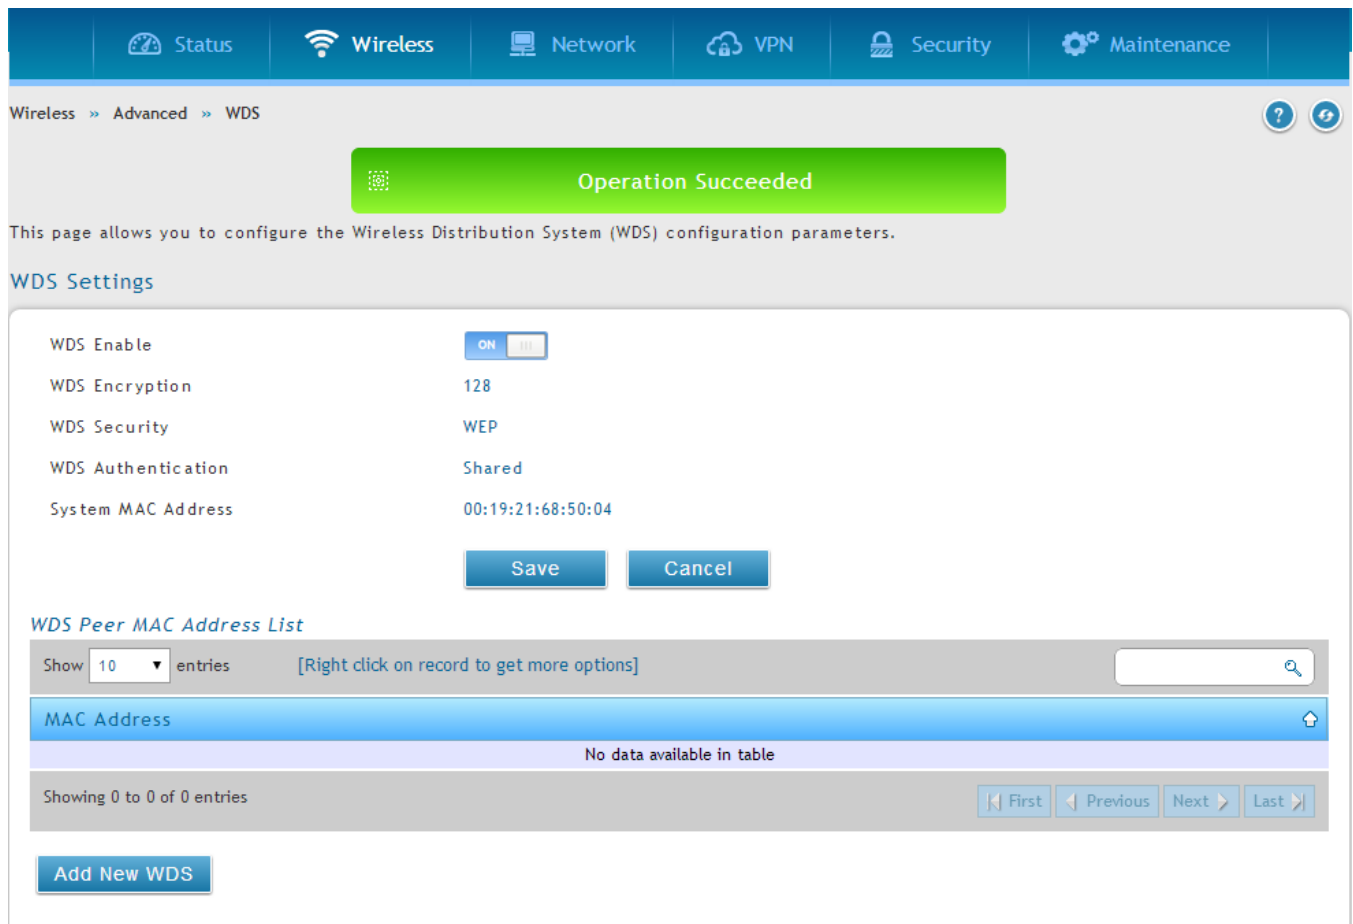 Status Wireless Network VPN Security Maintenance
Wireless » Advanced » WDS ?
Operation Succeeded
This page allows you to configure the Wireless Distribution System (WDS) configuration parameters.
WDS Settings
WDS Enable ON
WDS Encryption 128
WDS Security WEP
WDS Authentication Shared
System MAC Address 00:19:21:68:50:04
Save Cancel
WDS Peer MAC Address List
Show 10 entries [Right click on record to get more options]
MAC Address
No data available in table
Showing 0 to 0 of 0 entries First Previous Next Last
Add New WDS